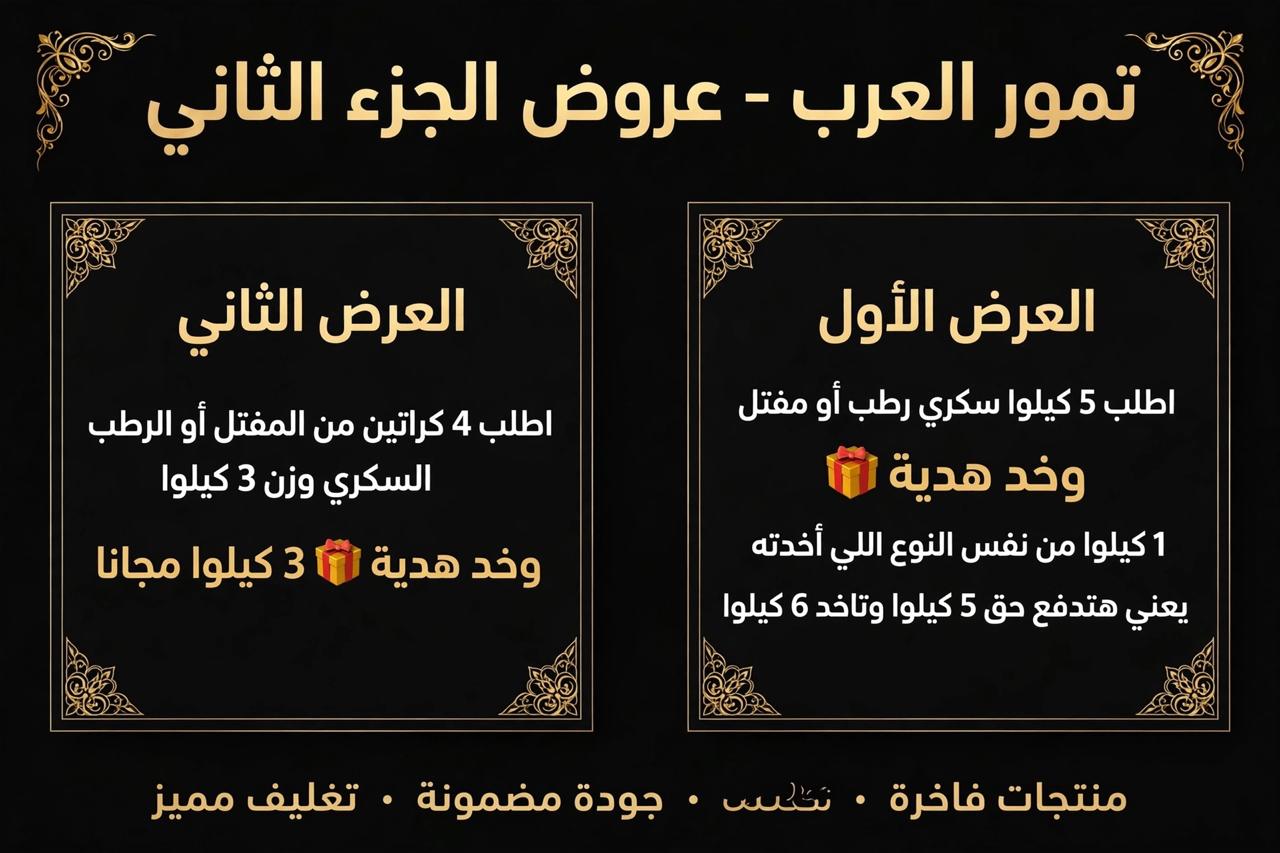 تمور العرب - عروض الجزء الثاني
العرض الأول
اطلب 5 كيلوا سكري رطب أو مفتل
وخد هدية 🎁
1 كيلوا من نفس النوع اللي أخدته
يعني هتدفع حق 5 كيلوا وتاخد 6 كيلوا
العرض الثاني
اطلب 4 كراتين من المفتل أو الرطب
السكري وزن 3 كيلوا
وخد هدية 🎁 3 كيلوا مجانا
منتجات فاخرة • • جودة مضمونة • تغليف مميز